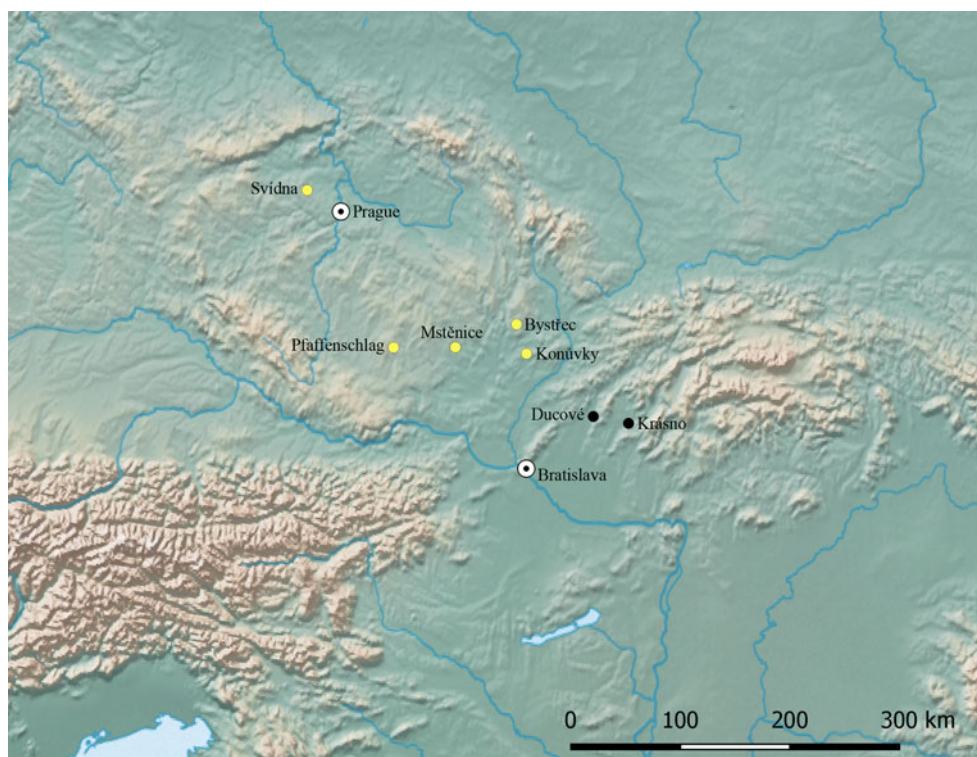 Svídna
Prague
Bystřec
Mstěnice
Pfaffenschlag
Konůvky
Ducové
Krásno
Bratislava
0 100 200 300 km